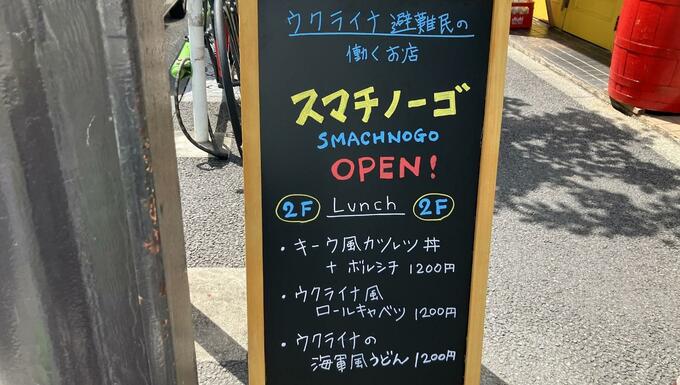 ウクライナ避難民の
働くお店
スマチノーゴ
SMACHNOGO
OPEN!
2F Lunch 2F
・キーウ風カツレツ丼
+ボルシチ 1200円
・ウクライナ風
ロールキャベツ 1200円
・ウクライナの
海軍風うどん 1200円